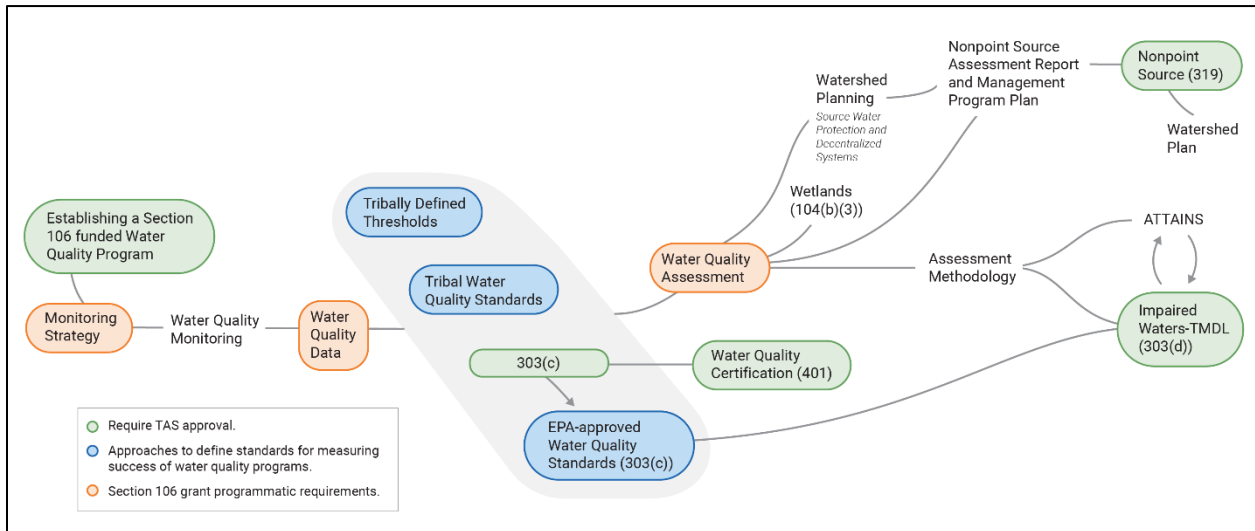 Establishing a Section
106 funded Water
Quality Program
Monitoring
Strategy
Water Quality
Monitoring
Water
Quality
Data
Tribally Defined
Thresholds
Tribal Water
Quality Standards
303(c)
EPA-approved
Water Quality
Standards (303(c))
Water Quality
Certification (401)
Water Quality
Assessment
Watershed
Planning
Source Water
Protection and
Decentralized
Systems
Wetlands
(104(b)(3))
Nonpoint Source
Assessment Report
and Management
Program Plan
Nonpoint
Source (319)
Watershed
Plan
Assessment
Methodology
ATTAINS
Impaired
Waters-TMDL
(303(d))
Require TAS approval.
Approaches to define standards for measuring
success of water quality programs.
Section 106 grant programmatic requirements.